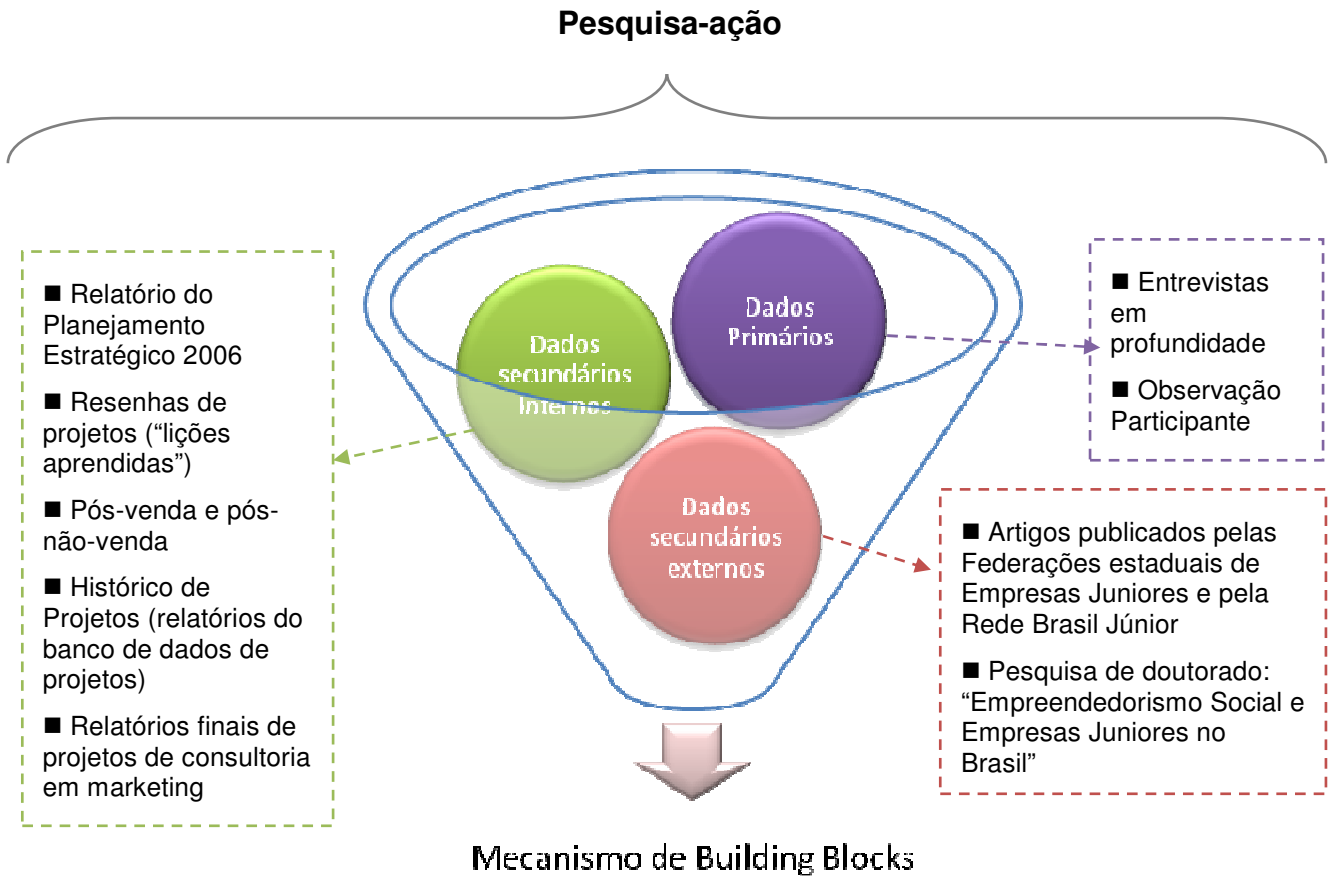 Pesquisa-ação
■ Relatório do
Planejamento
Estratégico 2006
■ Resenhas de
projetos (“lições
aprendidas”)
■ Pós-venda e pós-
não-venda
■ Histórico de
Projetos (relatórios do
banco de dados de
projetos)
■ Relatórios finais de
projetos de consultoria
em marketing
Dados
secundários
Internos
Dados
Primários
Dados
secundários
externos
■ Entrevistas
em
profundidade
■ Observação
Participante
■ Artigos publicados pelas
Federações estaduais de
Empresas Juniores e pela
Rede Brasil Júnior
■ Pesquisa de doutorado:
“Empreendedorismo Social e
Empresas Juniores no
Brasil”
Mecanismo de Building Blocks